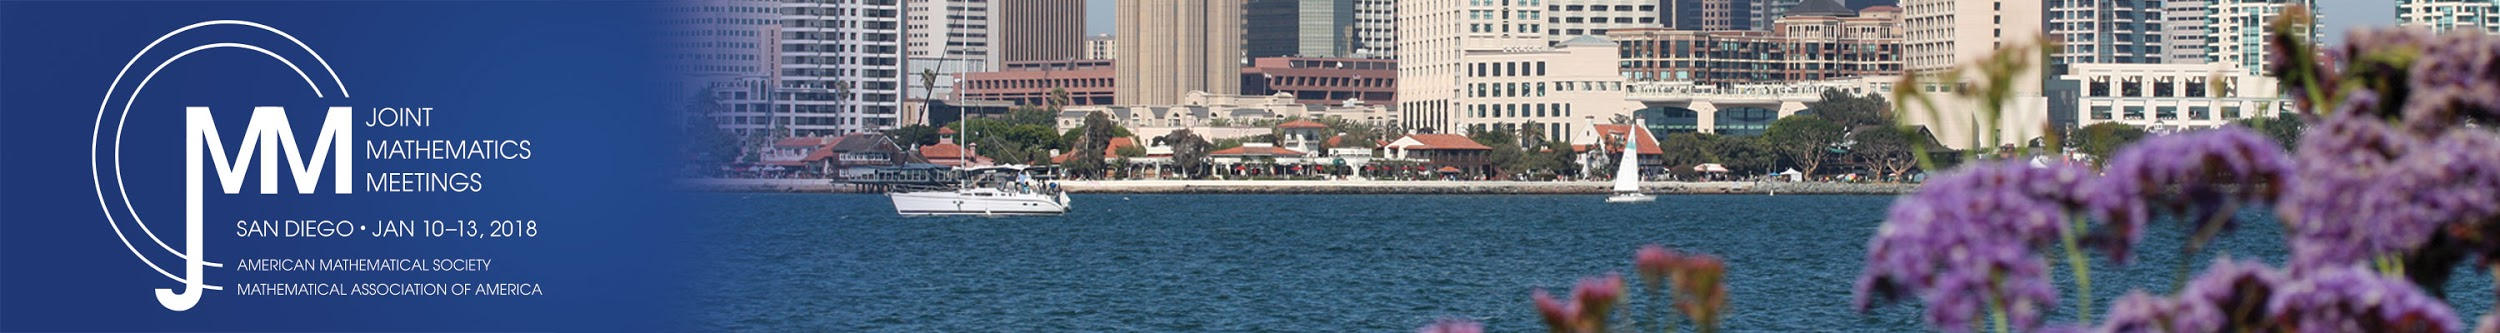 JMM
JOINT
MATHEMATICS
MEETINGS
SAN DIEGO • JAN 10–13, 2018
AMERICAN MATHEMATICAL SOCIETY
MATHEMATICAL ASSOCIATION OF AMERICA